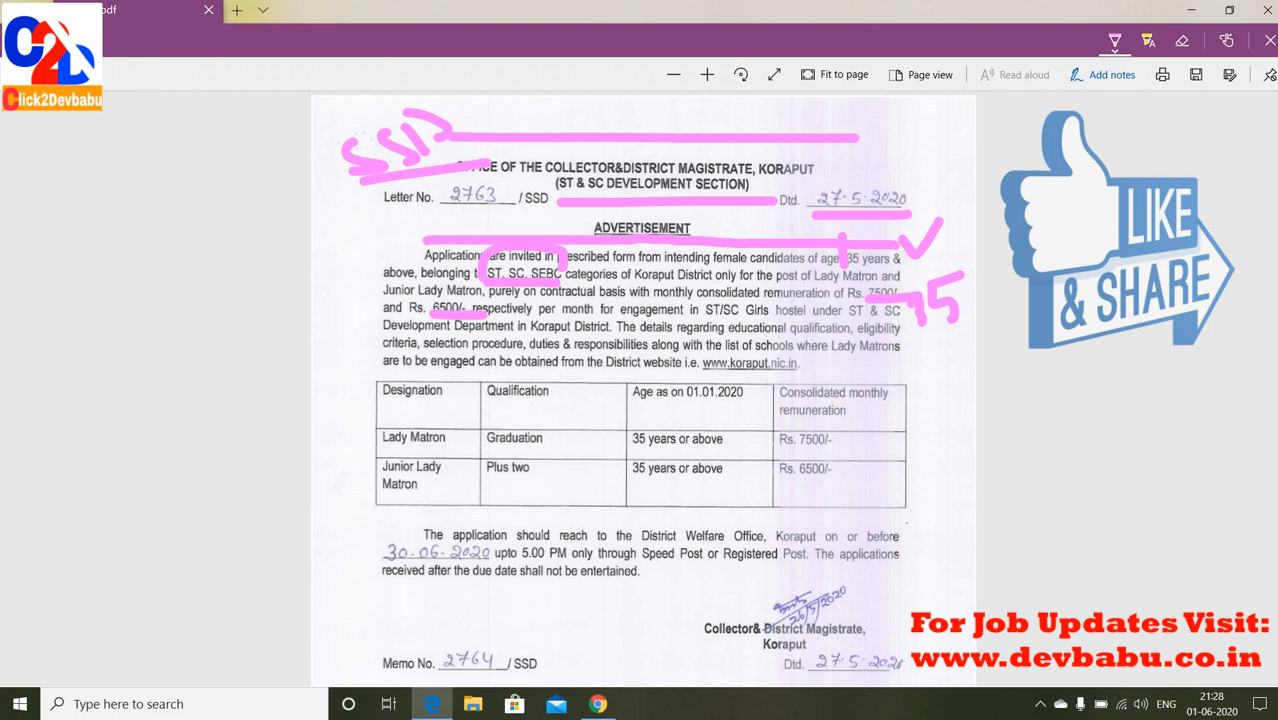 C2D
Click2Devbabu
pdf
Fit to page
Page view
Read aloud
Add notes
SSD
OFFICE OF THE COLLECTOR&DISTRICT MAGISTRATE, KORAPUT
(ST & SC DEVELOPMENT SECTION)
Letter No. 2763 / SSD Dtd. 27.5.2020
ADVERTISEMENT
Application are invited in prescribed form from intending female candidates of age 35 years &
above, belonging to ST, SC, SEBC categories of Koraput District only for the post of Lady Matron and
Junior Lady Matron, purely on contractual basis with monthly consolidated remuneration of Rs. 7500/-
and Rs. 6500/- respectively per month for engagement in ST/SC Girls hostel under ST & SC
Development Department in Koraput District. The details regarding educational qualification, eligibility
criteria, selection procedure, duties & responsibilities along with the list of schools where Lady Matrons
are to be engaged can be obtained from the District website i.e. www.koraput.nic.in.
Designation Qualification Age as on 01.01.2020 Consolidated monthly
remuneration
Lady Matron Graduation 35 years or above Rs. 7500/-
Junior Lady Plus two 35 years or above Rs. 6500/-
Matron
The application should reach to the District Welfare Office, Koraput on or before
30.06.2020 upto 5.00 PM only through Speed Post or Registered Post. The applications
received after the due date shall not be entertained.
26/5/2020
Collector& District Magistrate,
Koraput
Memo No. 2764 / SSD Dtd. 27.5.2020
LIKE
& SHARE
For Job Updates Visit:
www.devbabu.co.in
Type here to search
ENG
21:28
01-06-2020